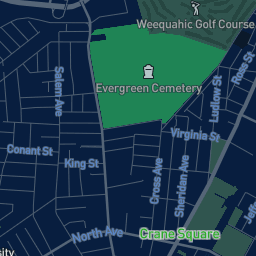 Weequahic Golf Course
Evergreen Cemetery
Salem Ave
Ludlow St
Ross St
Virginia St
Conant St
King St
Cross Ave
Sheridan Ave
North Ave
Crane Square